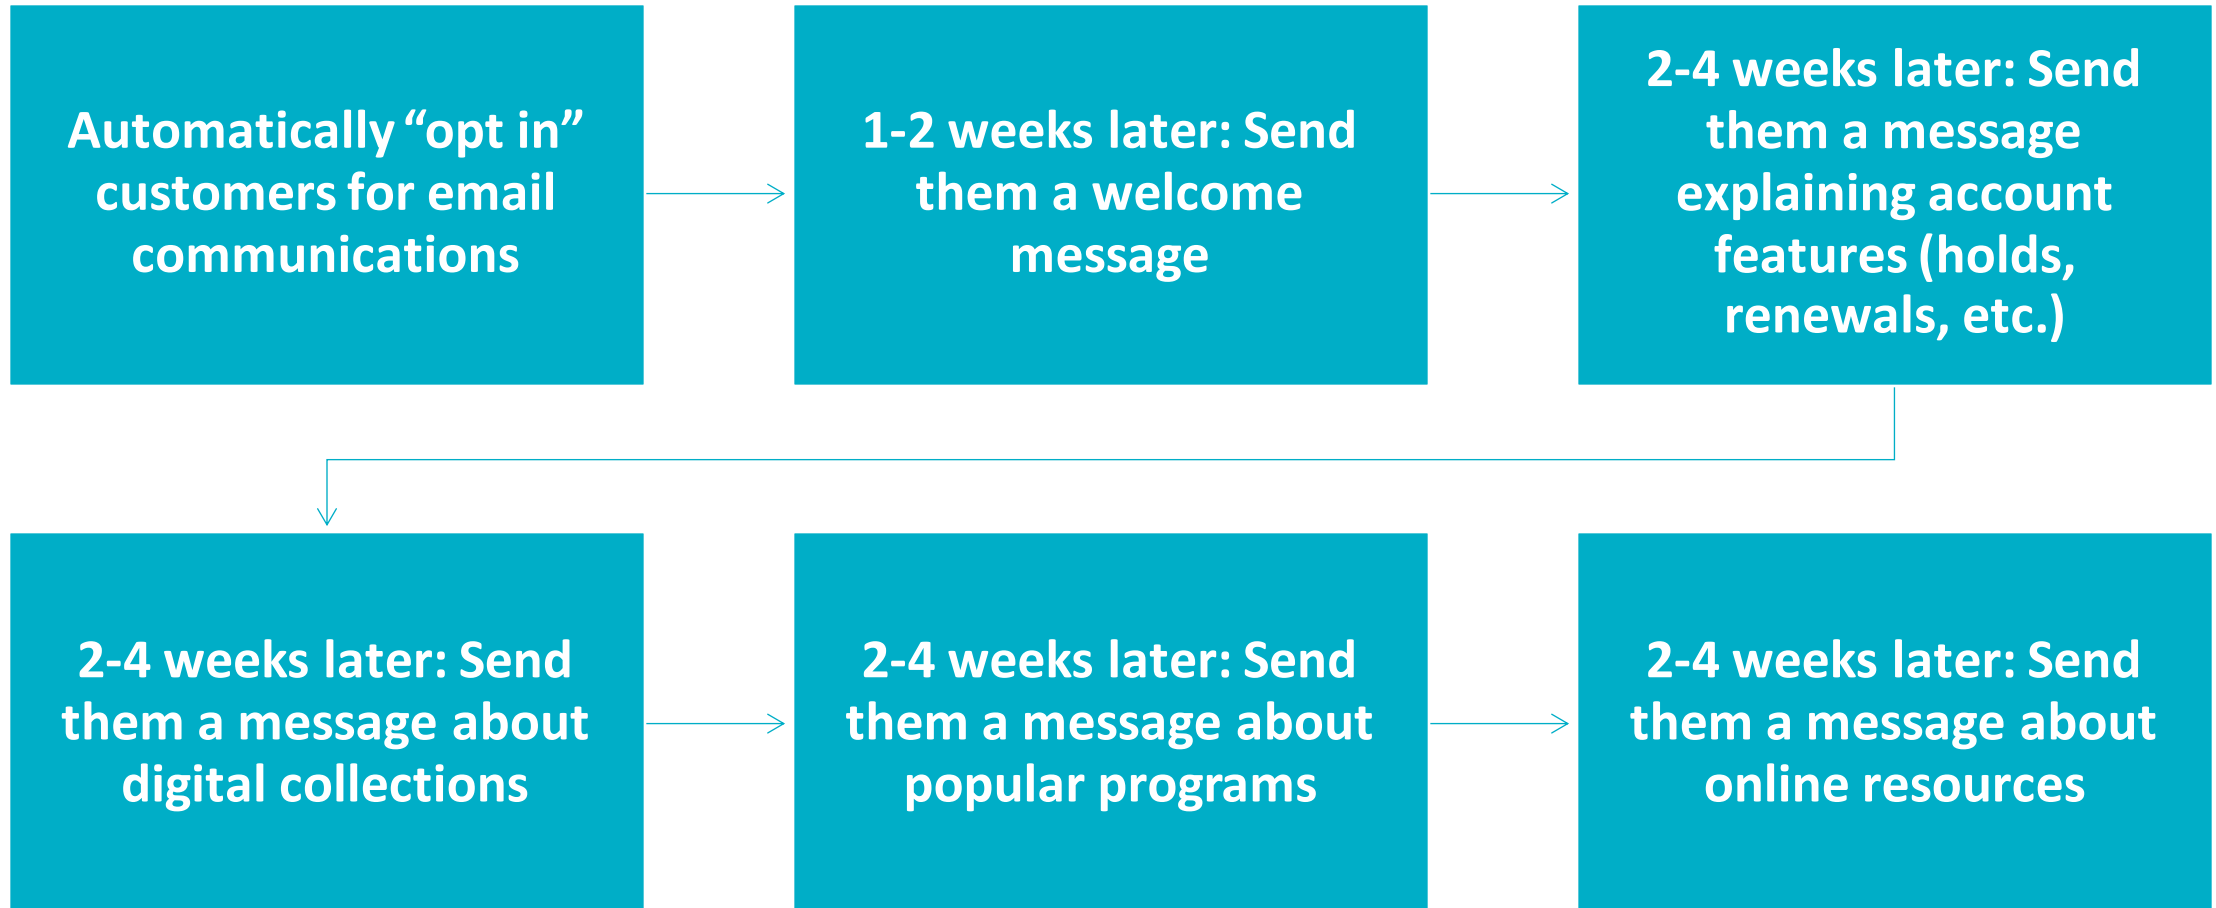 Automatically “opt in”
customers for email
communications
1-2 weeks later: Send
them a welcome
message
2-4 weeks later: Send
them a message
explaining account
features (holds,
renewals, etc.)
2-4 weeks later: Send
them a message about
digital collections
2-4 weeks later: Send
them a message about
popular programs
2-4 weeks later: Send
them a message about
online resources